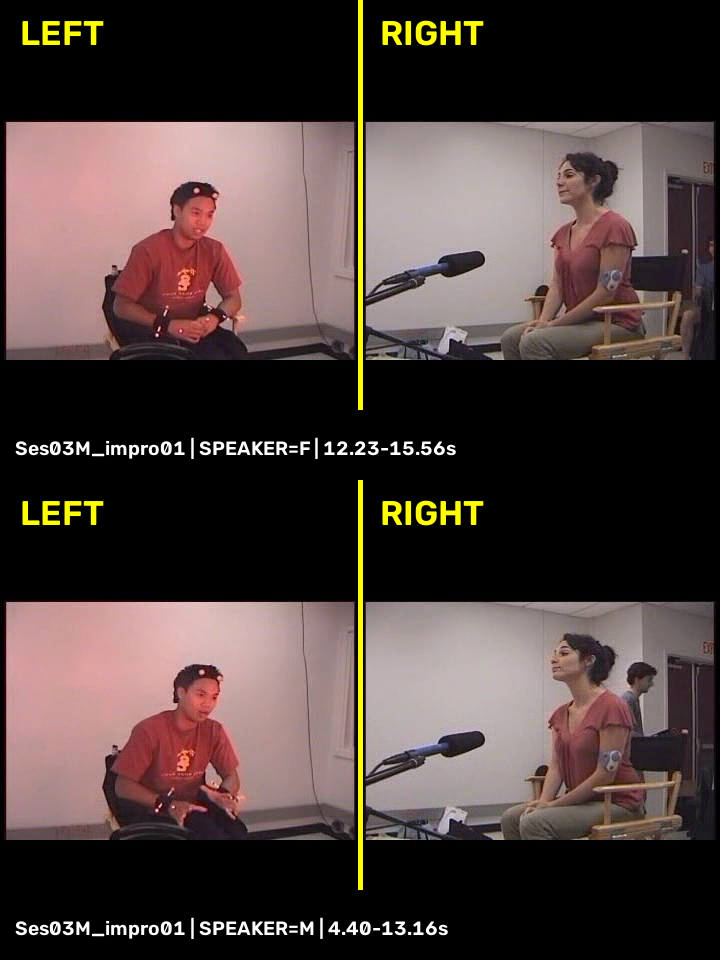 LEFT
RIGHT
Ses03M_impro01 | SPEAKER=F | 12.23-15.56s
LEFT
RIGHT
Ses03M_impro01 | SPEAKER=M | 4.40-13.16s